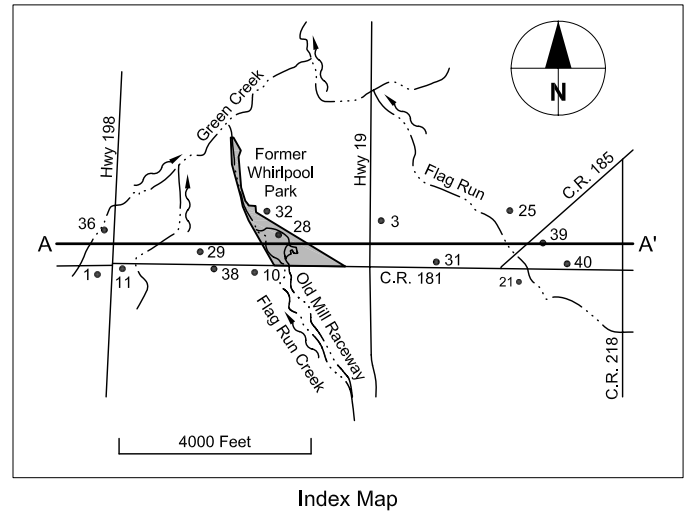 N
Green Creek
Hwy 198
Former
Whirlpool
Park
Hwy 19
Flag Run
C.R. 185
36
32
28
3
25
39
A
A'
29
31
40
1
11
38
10
C.R. 181
21
Old Mill Raceway
Flag Run Creek
C.R. 218
4000 Feet
Index Map